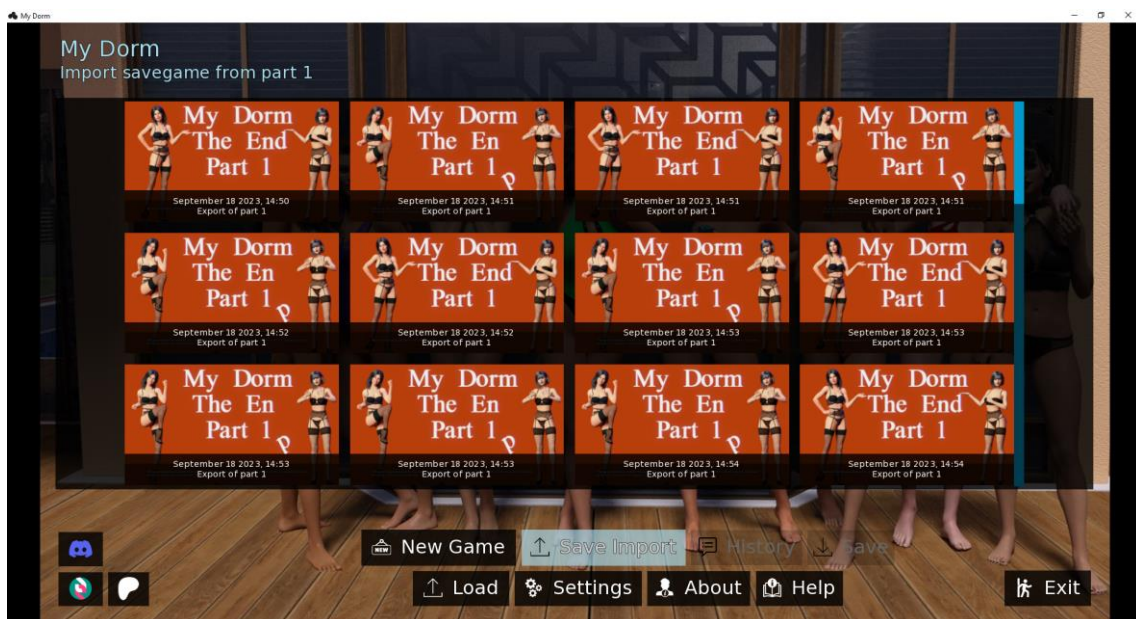 My Dorm
My Dorm
Import savegame from part 1
My Dorm
The End
Part 1
September 18 2023, 14:50
Export of part 1
My Dorm
The En
Part 1
p
September 18 2023, 14:51
Export of part 1
My Dorm
The End
Part 1
September 18 2023, 14:51
Export of part 1
My Dorm
The En
Part 1
p
September 18 2023, 14:51
Export of part 1
My Dorm
The En
Part 1
p
September 18 2023, 14:52
Export of part 1
My Dorm
The End
Part 1
September 18 2023, 14:52
Export of part 1
My Dorm
The En
Part 1
p
September 18 2023, 14:53
Export of part 1
My Dorm
The End
Part 1
September 18 2023, 14:53
Export of part 1
My Dorm
The En
Part 1
p
September 18 2023, 14:53
Export of part 1
My Dorm
The En
Part 1
p
September 18 2023, 14:53
Export of part 1
My Dorm
The En
Part 1
p
September 18 2023, 14:54
Export of part 1
My Dorm
The End
Part 1
September 18 2023, 14:54
Export of part 1
NEW New Game Save Import History Save
Load Settings About Help Exit